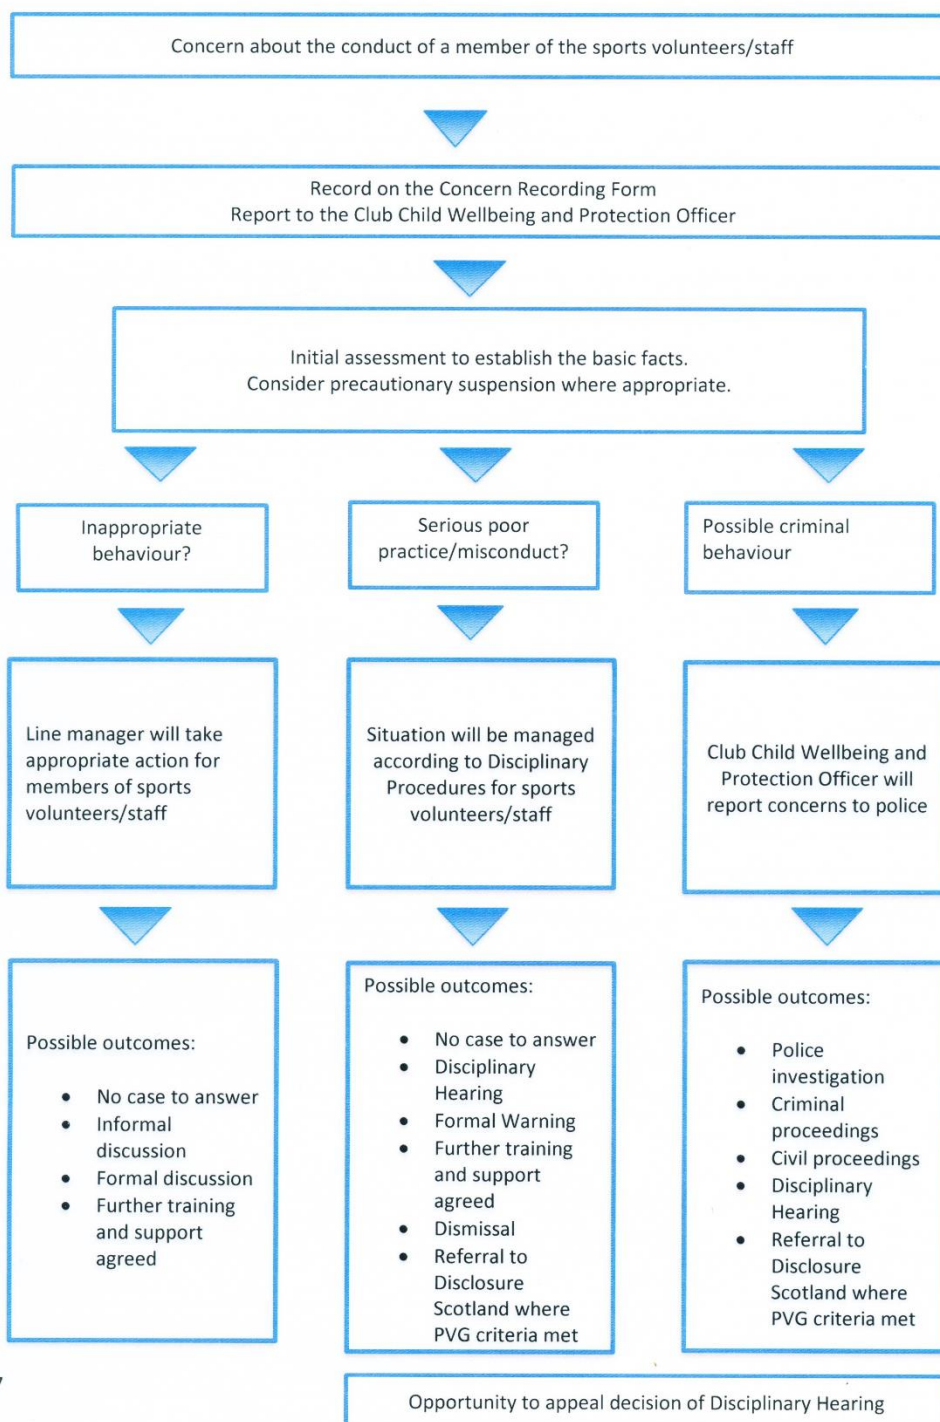 Concern about the conduct of a member of the sports volunteers/staff
Record on the Concern Recording Form
Report to the Club Child Wellbeing and Protection Officer
Initial assessment to establish the basic facts.
Consider precautionary suspension where appropriate.
Inappropriate
behaviour?
Serious poor
practice/misconduct?
Possible criminal
behaviour
Line manager will take
appropriate action for
members of sports
volunteers/staff
Situation will be managed
according to Disciplinary
Procedures for sports
volunteers/staff
Club Child Wellbeing and
Protection Officer will
report concerns to police
Possible outcomes:
• No case to answer
• Informal
discussion
• Formal discussion
• Further training
and support
agreed
Possible outcomes:
• No case to answer
• Disciplinary
Hearing
• Formal Warning
• Further training
and support
agreed
• Dismissal
• Referral to
Disclosure
Scotland where
PVG criteria met
Possible outcomes:
• Police
investigation
• Criminal
proceedings
• Civil proceedings
• Disciplinary
Hearing
• Referral to
Disclosure
Scotland where
PVG criteria met
Opportunity to appeal decision of Disciplinary Hearing